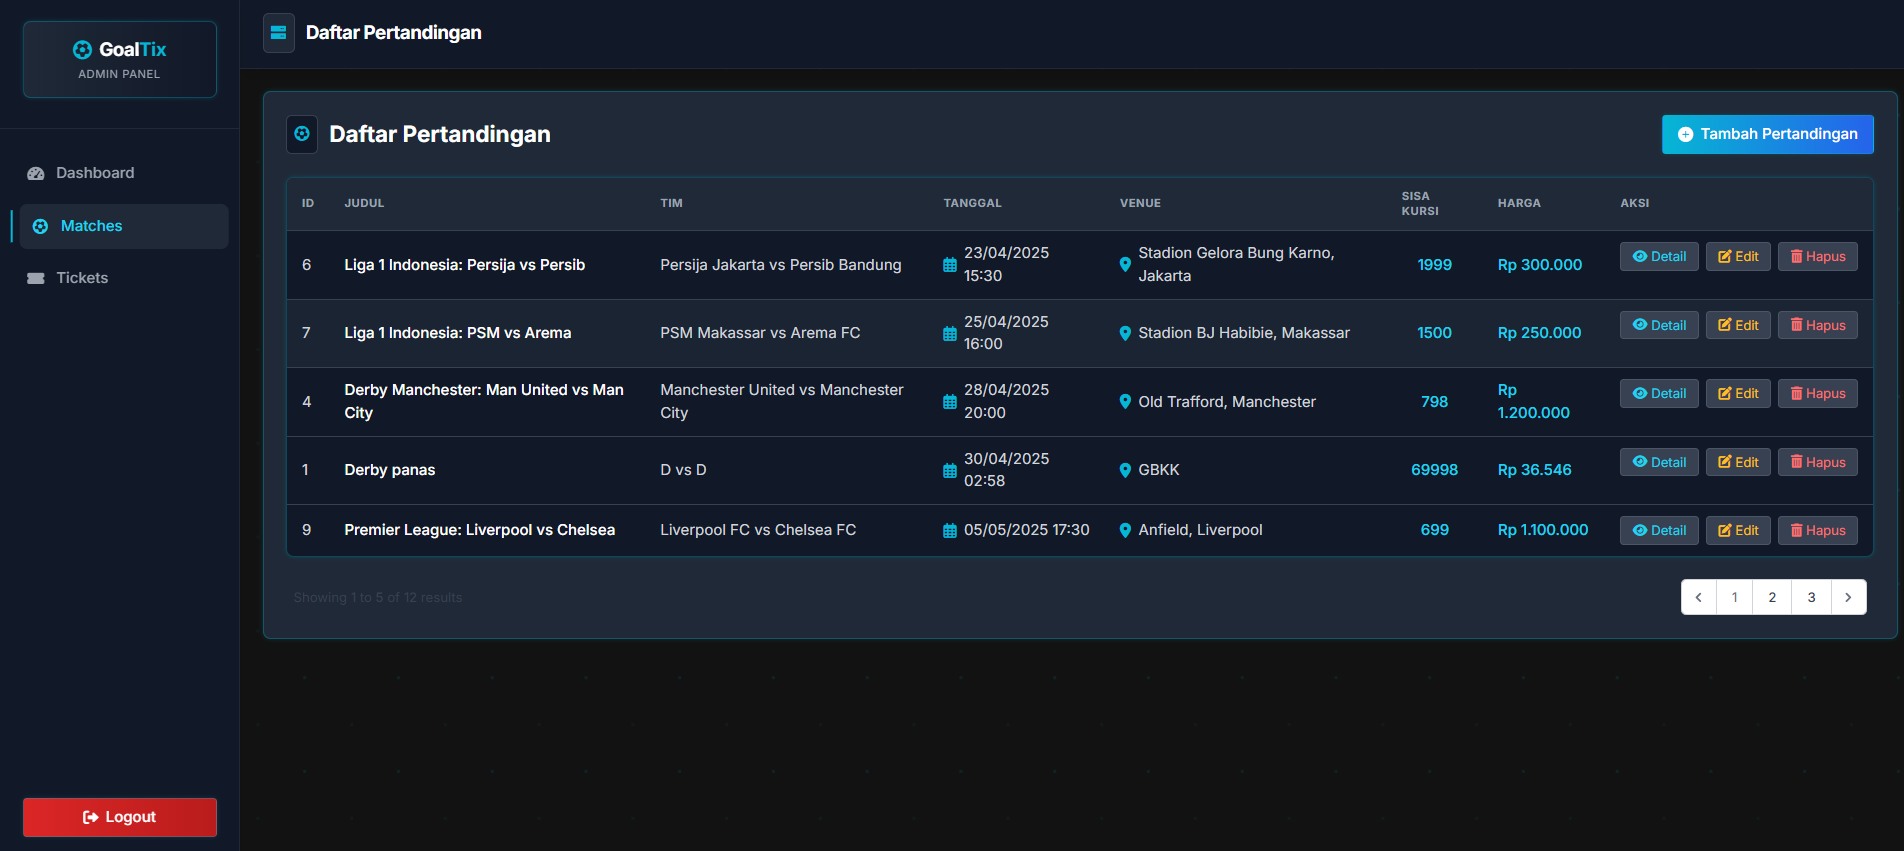 GoalTix
ADMIN PANEL
Dashboard
Matches
Tickets
Logout
Daftar Pertandingan
Daftar Pertandingan
Tambah Pertandingan
ID JUDUL TIM TANGGAL VENUE SISA KURSI HARGA AKSI
6 Liga 1 Indonesia: Persija vs Persib Persija Jakarta vs Persib Bandung 23/04/2025 15:30 Stadion Gelora Bung Karno, Jakarta 1999 Rp 300.000 Detail Edit Hapus
7 Liga 1 Indonesia: PSM vs Arema PSM Makassar vs Arema FC 25/04/2025 16:00 Stadion BJ Habibie, Makassar 1500 Rp 250.000 Detail Edit Hapus
4 Derby Manchester: Man United vs Man City Manchester United vs Manchester City 28/04/2025 20:00 Old Trafford, Manchester 798 Rp 1.200.000 Detail Edit Hapus
1 Derby panas D vs D 30/04/2025 02:58 GBKK 69998 Rp 36.546 Detail Edit Hapus
9 Premier League: Liverpool vs Chelsea Liverpool FC vs Chelsea FC 05/05/2025 17:30 Anfield, Liverpool 699 Rp 1.100.000 Detail Edit Hapus
Showing 1 to 5 of 12 results
1 2 3